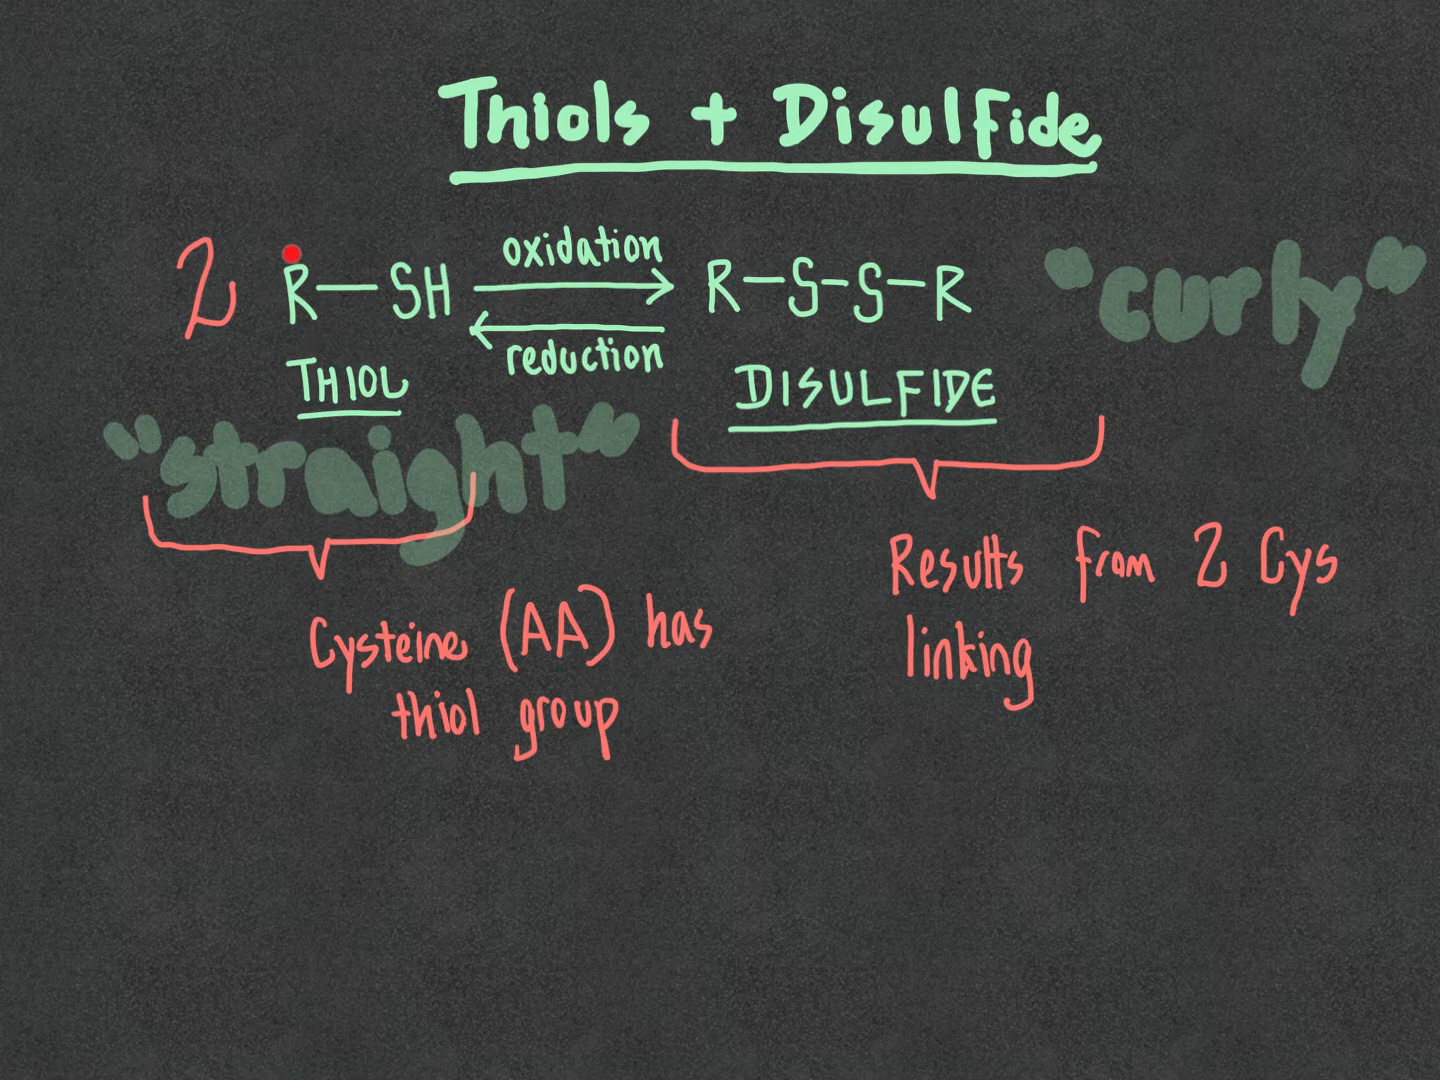 Thiols + Disulfide
2 R—SH oxidation R—S—S—R "curly"
reduction
THIOL DISULFIDE
"straight"
Results from 2 Cys
linking
Cysteine (AA) has
thiol group